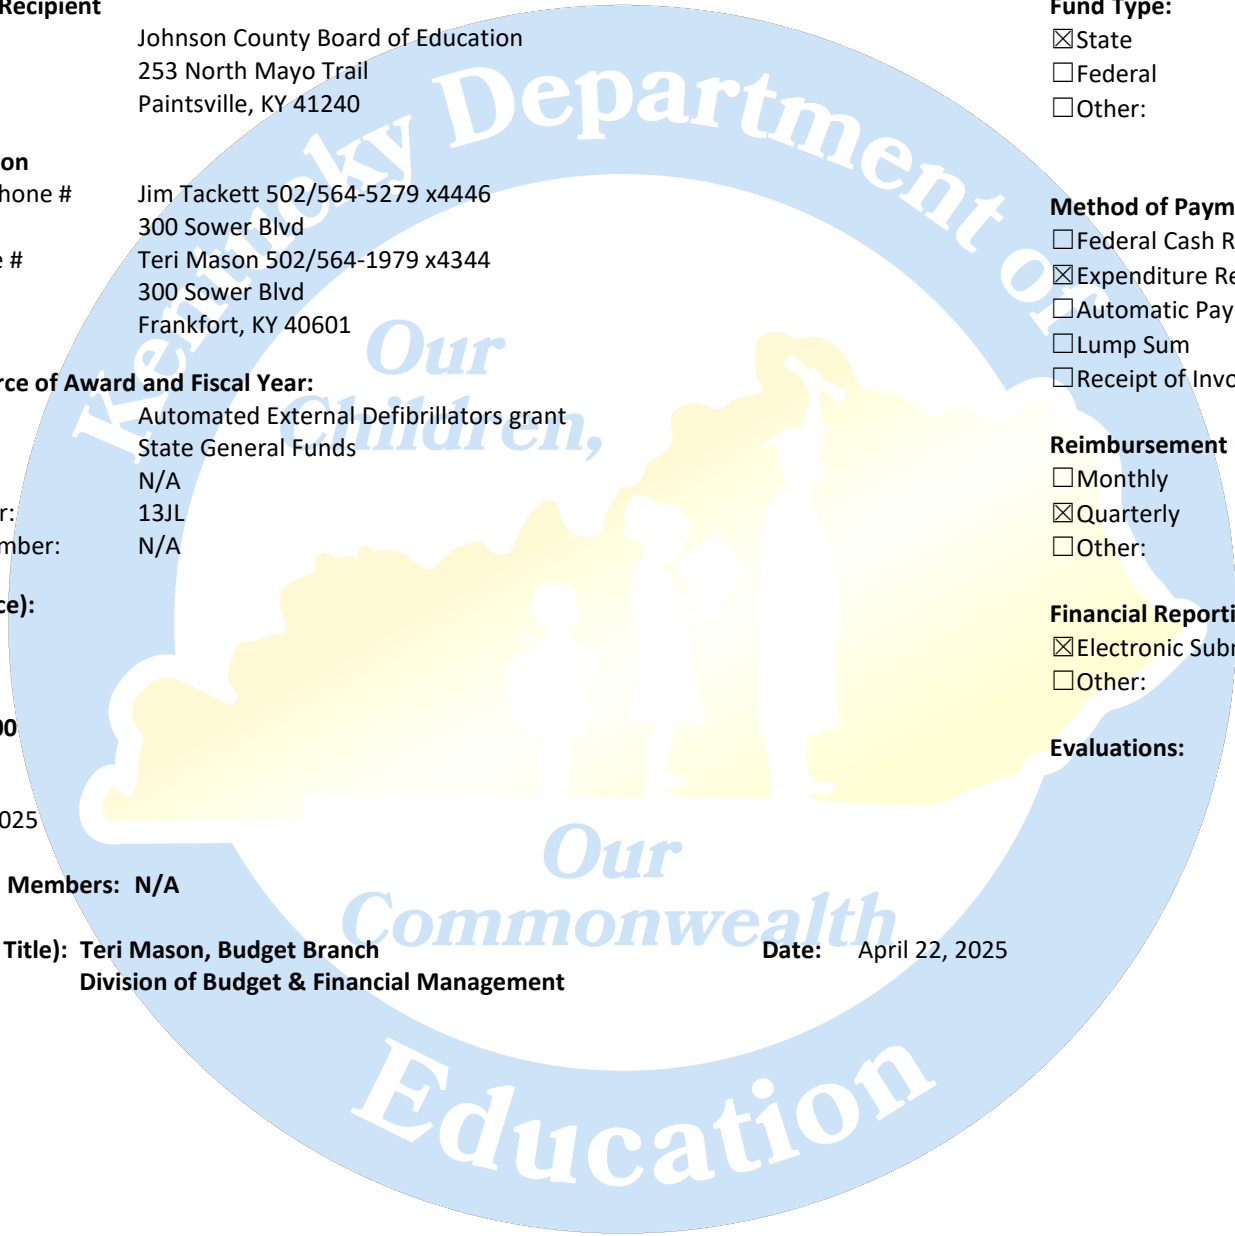 Recipient
Johnson County Board of Education
253 North Mayo Trail
Paintsville, KY 41240
on
hone # Jim Tackett 502/564-5279 x4446
300 Sower Blvd
e # Teri Mason 502/564-1979 x4344
300 Sower Blvd
Frankfort, KY 40601
rce of Award and Fiscal Year:
Automated External Defibrillators grant
State General Funds
N/A
r: 13JL
mber: N/A
ce):
00
025
Members: N/A
Title): Teri Mason, Budget Branch Date: April 22, 2025
Division of Budget & Financial Management
Fund Type:
☒State
☐Federal
☐Other:
Method of Paym
☐Federal Cash R
☒Expenditure Re
☐Automatic Pay
☐Lump Sum
☐Receipt of Invo
Reimbursement
☐Monthly
☒Quarterly
☐Other:
Financial Reporti
☒Electronic Subr
☐Other:
Evaluations:
Kentucky Department of
Education
Our
Children,
Our
Commonwealth